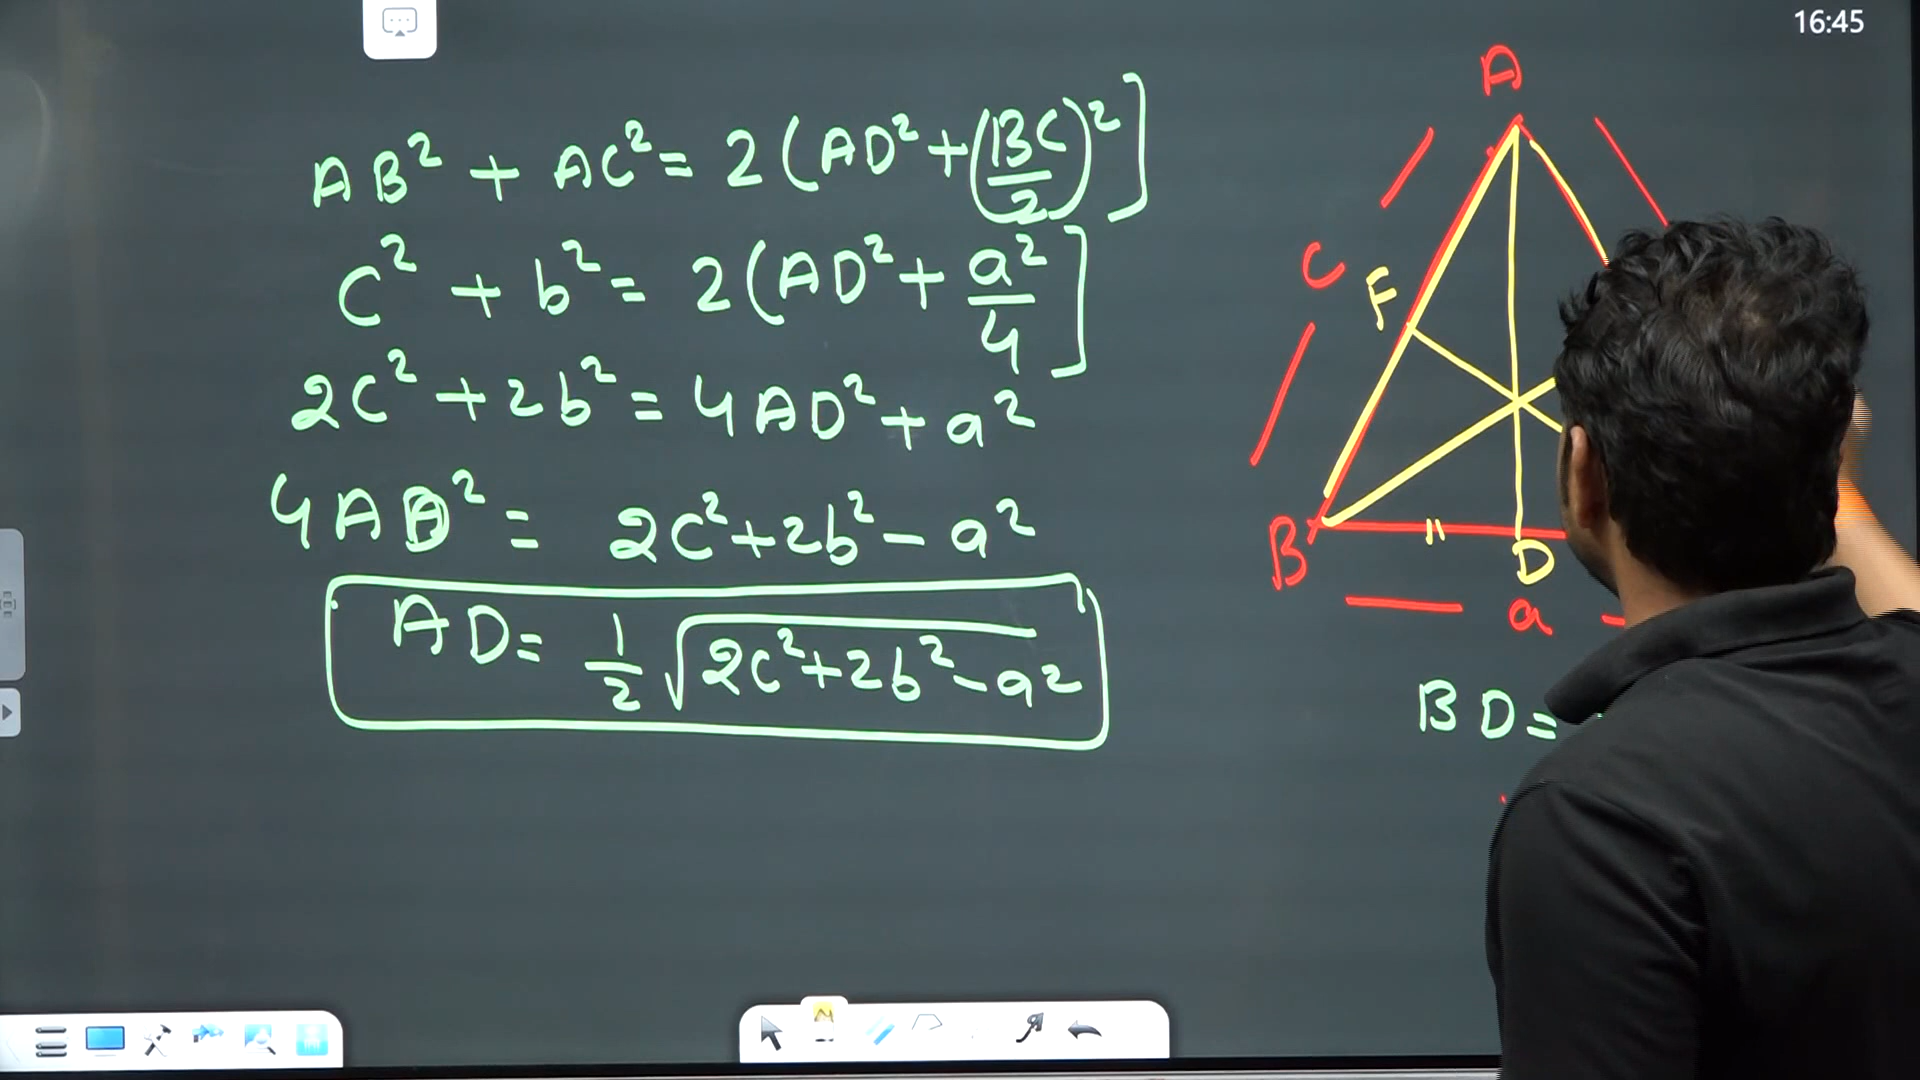 16:45
AB² + AC² = 2(AD² + (BC/2)²]
c² + b² = 2(AD² + a²/4]
2c² + 2b² = 4AD² + a²
4AD² = 2c² + 2b² - a²
AD = 1/2 √2c² + 2b² - a²
A
C
F
B
D
a
BD =